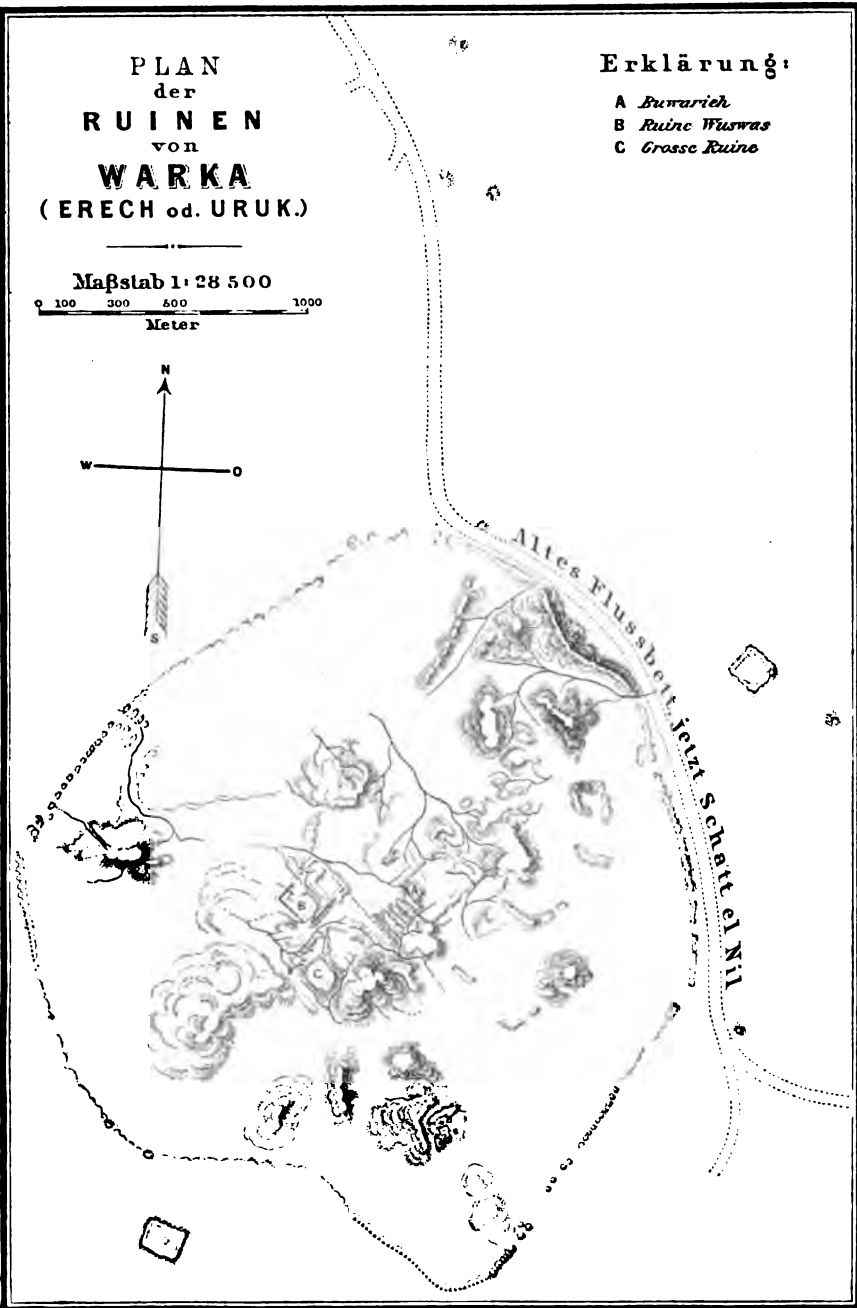 PLAN
der
RUINEN
von
WARKA
(ERECH od. URUK.)
Maßstab 1:28 500
0 100 300 500 1000
Meter
Erklärung:
A Buwarieh
B Ruine Wuswas
C Grosse Ruine
N
W O
S
Altes Flussbett, jetzt Schatt el Nil
B
C